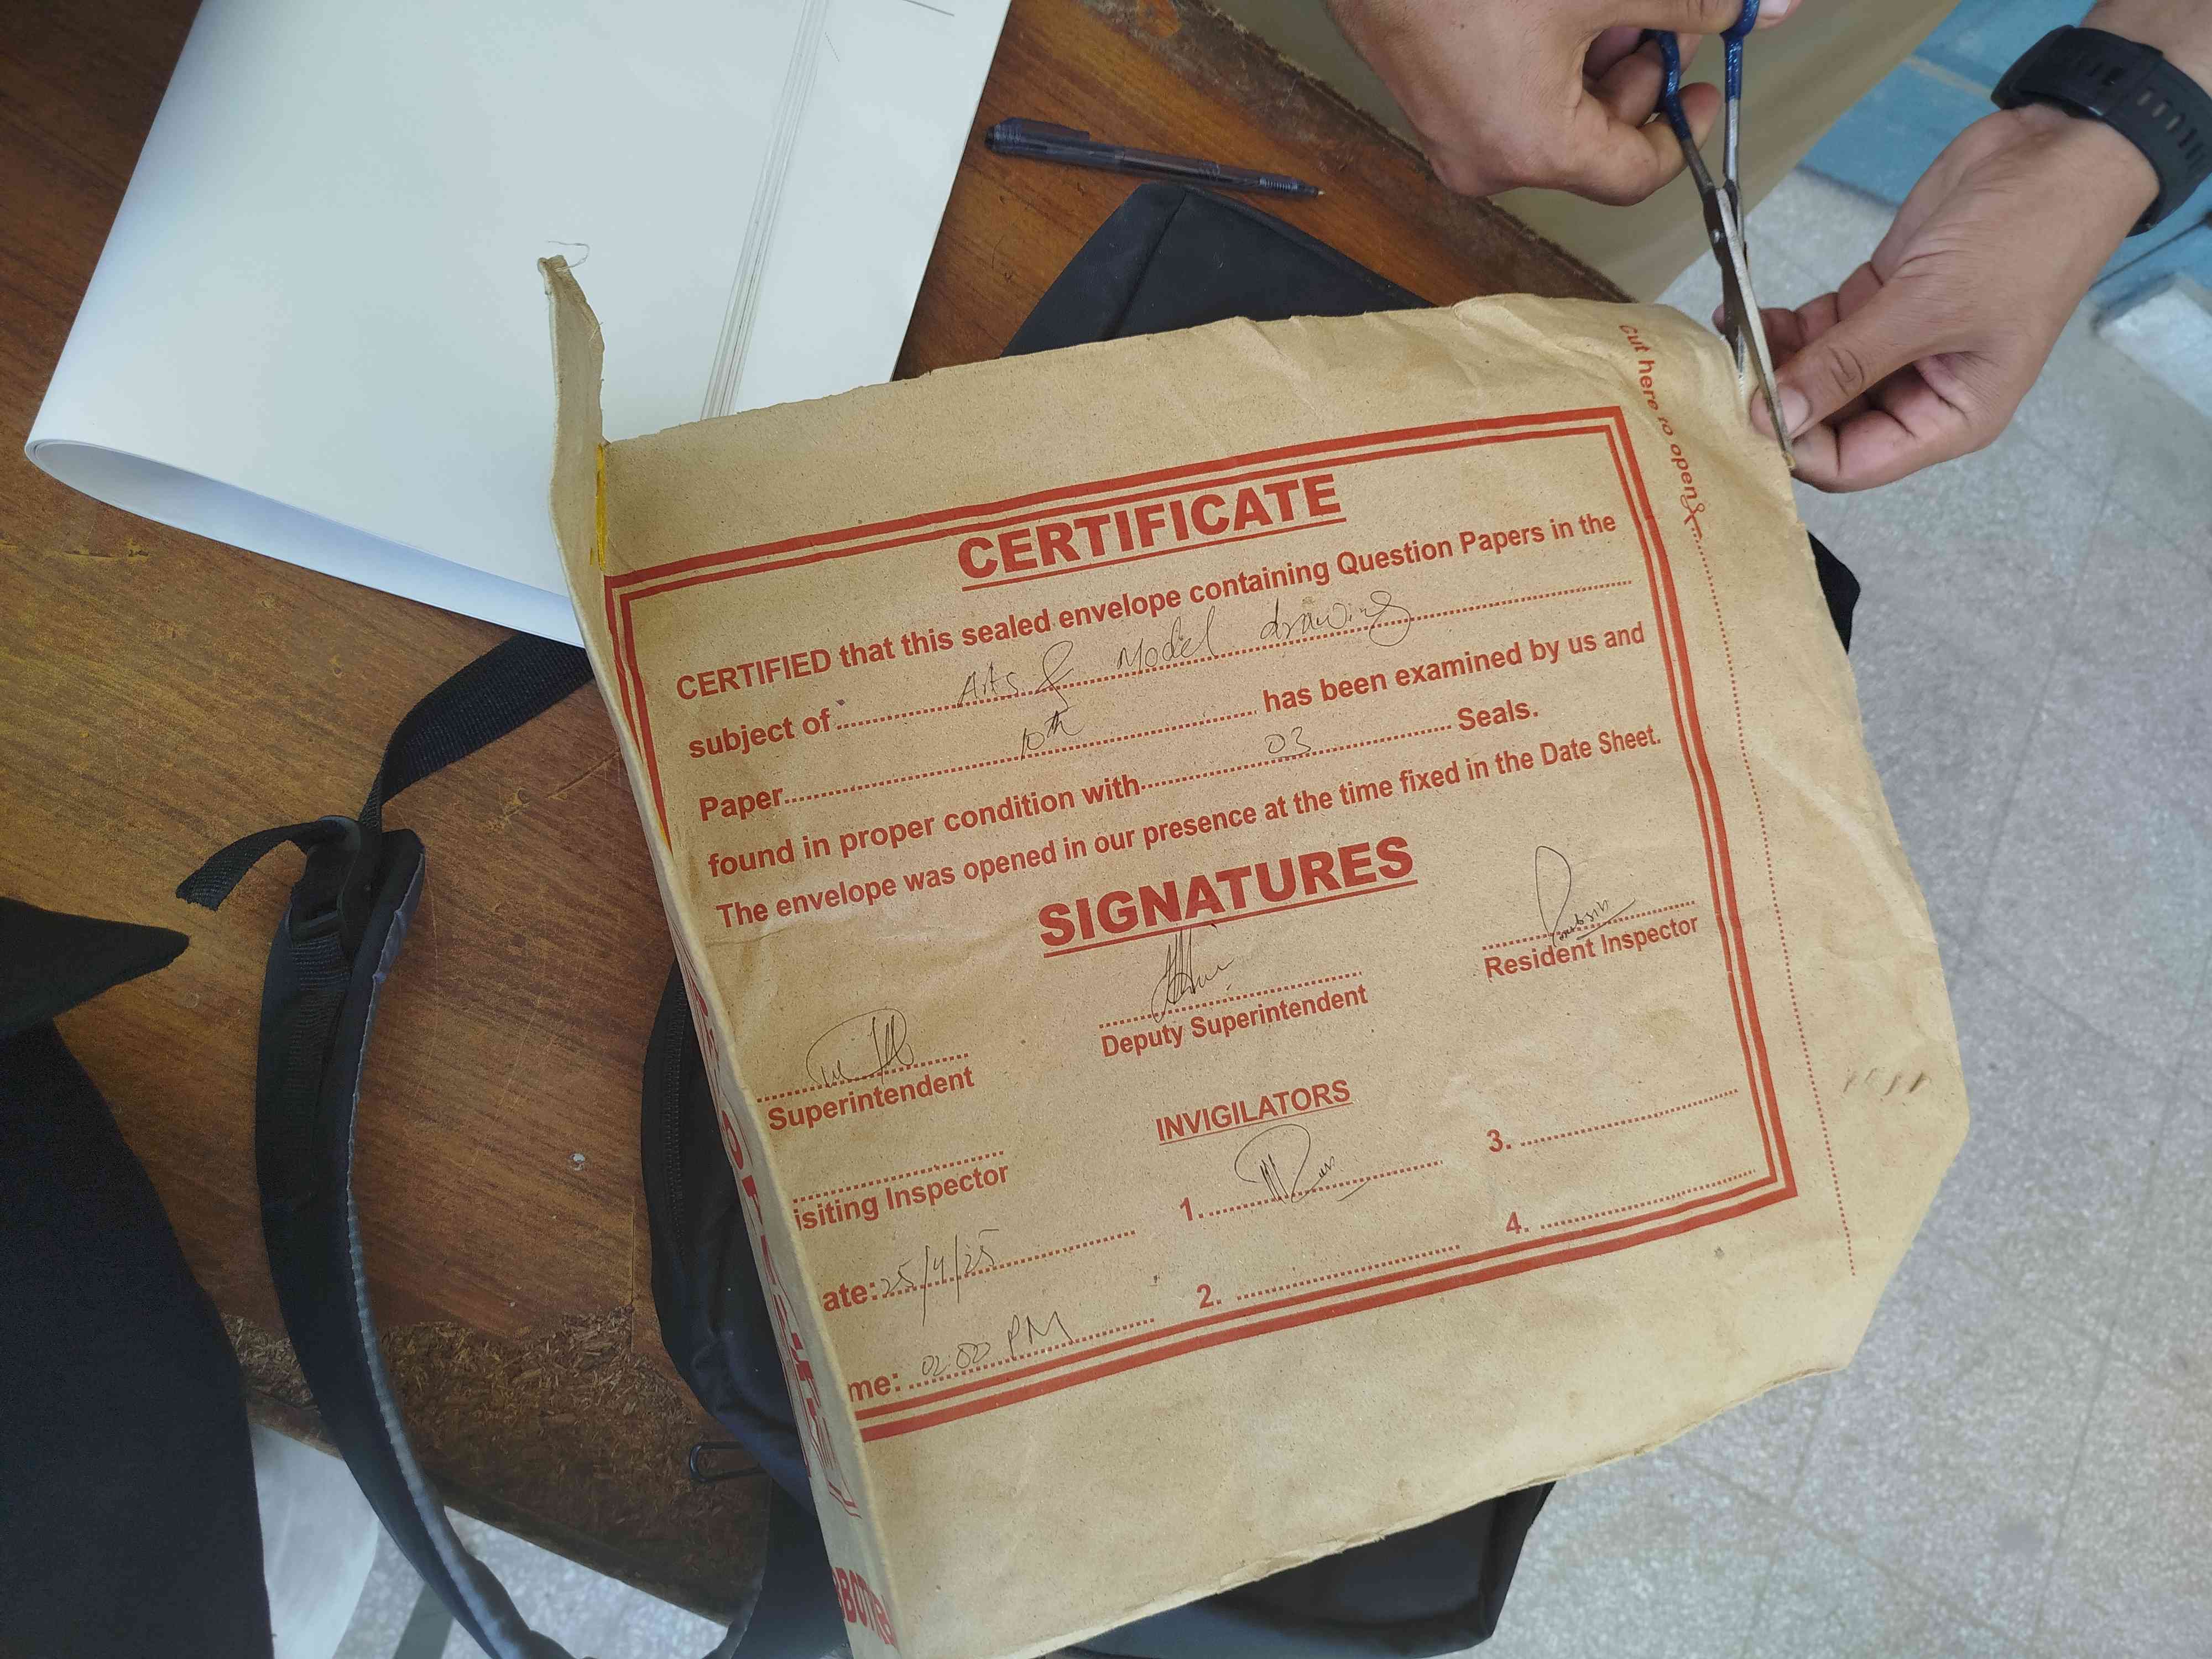 Cut here to open
CERTIFICATE
CERTIFIED that this sealed envelope containing Question Papers in the
subject of Arts & Model drawing
Paper 10th has been examined by us and
found in proper condition with 03 Seals.
The envelope was opened in our presence at the time fixed in the Date Sheet.
SIGNATURES
Superintendent
Deputy Superintendent
Resident Inspector
INVIGILATORS
isiting Inspector
1.
2.
3.
4.
ate: 25/4/25
me: 02:00 PM